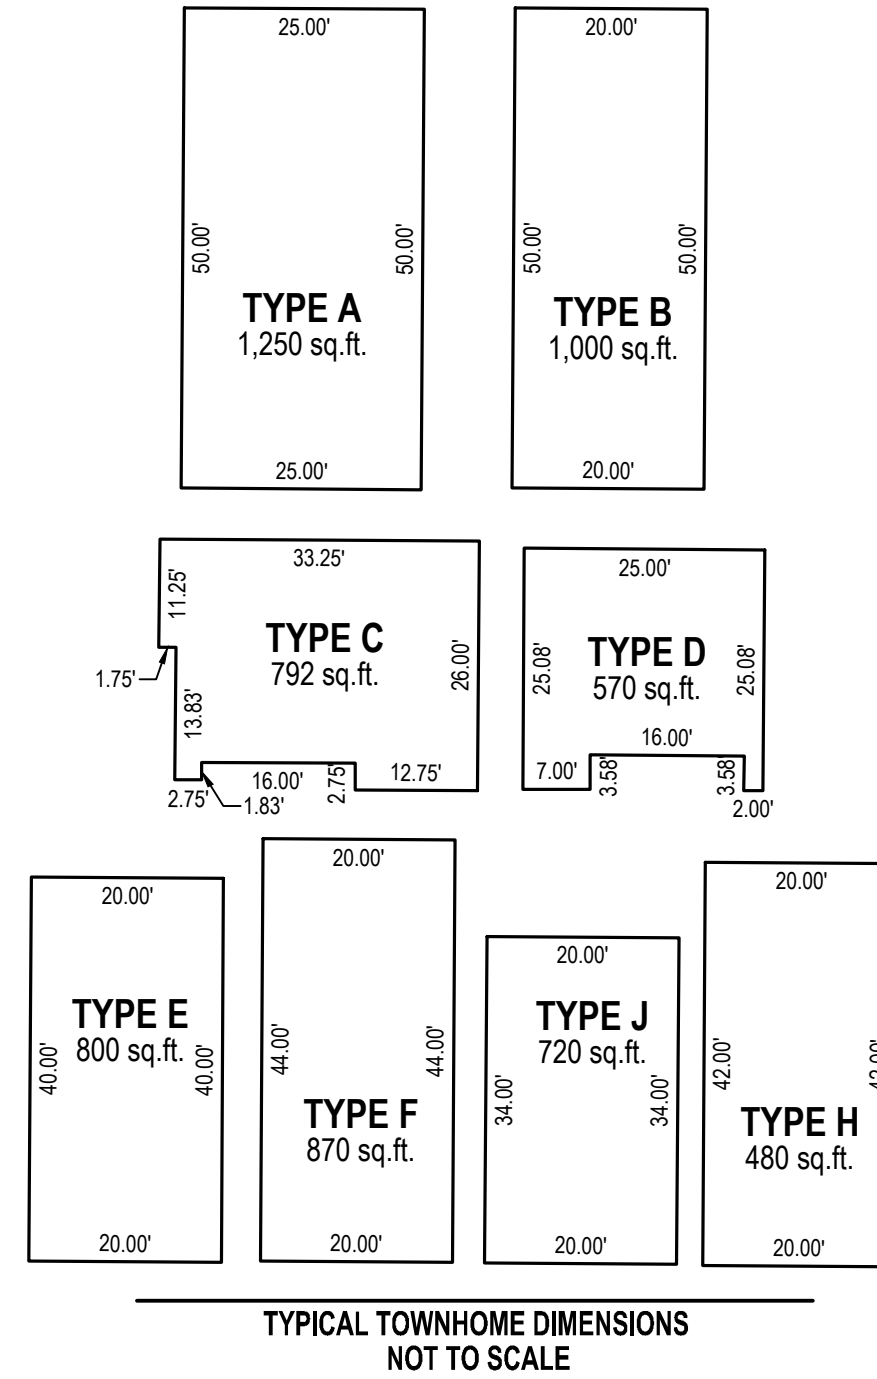 25.00'
50.00'
50.00'
TYPE A
1,250 sq.ft.
25.00'
20.00'
50.00'
50.00'
TYPE B
1,000 sq.ft.
20.00'
33.25'
11.25'
TYPE C
792 sq.ft.
26.00'
1.75'
13.83'
2.75'
1.83'
16.00'
2.75'
12.75'
25.00'
25.08'
TYPE D
570 sq.ft.
25.08'
16.00'
7.00'
3.58'
3.58'
2.00'
20.00'
TYPE E
800 sq.ft.
40.00'
40.00'
20.00'
20.00'
44.00'
44.00'
TYPE F
870 sq.ft.
20.00'
20.00'
TYPE J
720 sq.ft.
34.00'
34.00'
20.00'
20.00'
42.00'
TYPE H
480 sq.ft.
20.00'
TYPICAL TOWNHOME DIMENSIONS
NOT TO SCALE